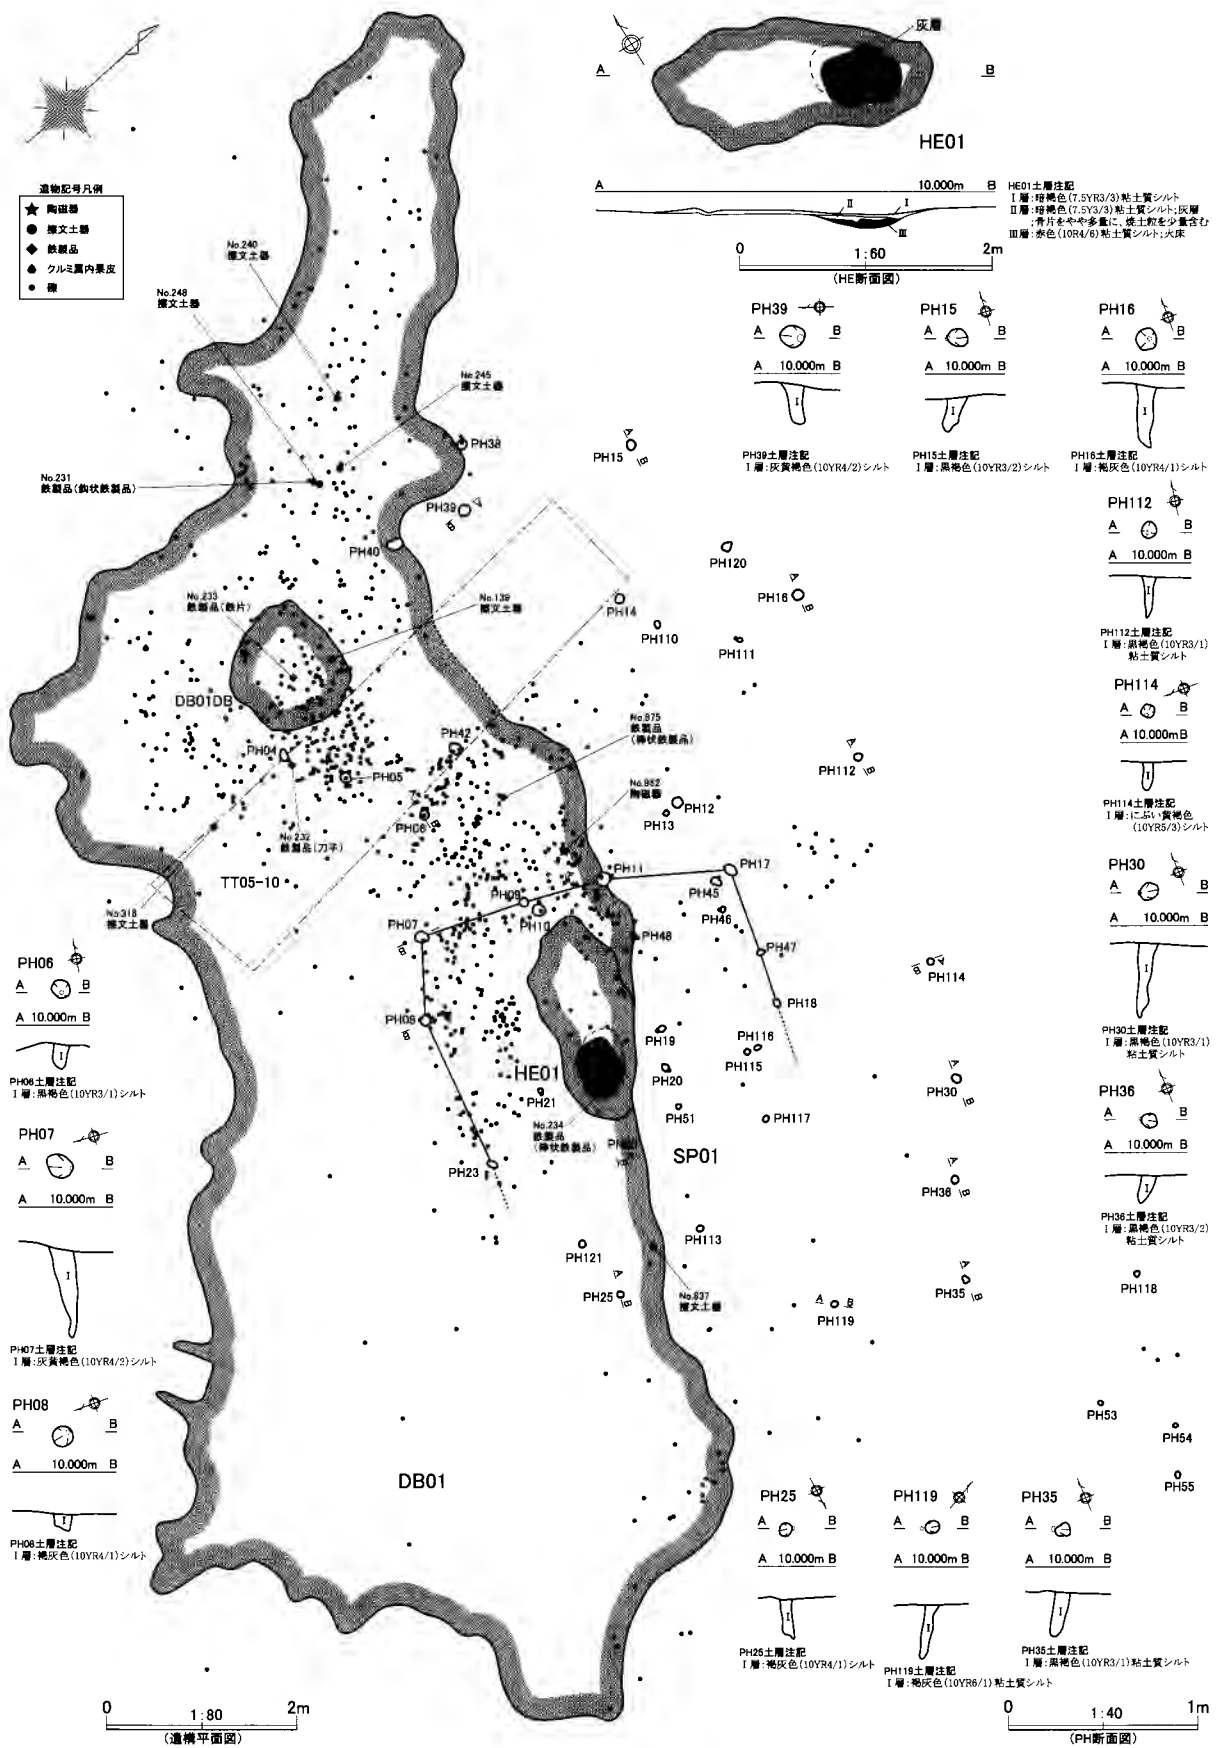 遺物記号凡例
★ 陶磁器
● 擦文土器
◆ 鉄製品
クルミ属内果皮
・ 礫
灰層
A
B
HE01
A
10.000m B
Ⅱ
Ⅰ
Ⅲ
HE01土層注記
Ⅰ層:暗褐色(7.5YR3/3)粘土質シルト
Ⅱ層:暗褐色(7.5Y3/3)粘土質シルト;灰層
;骨片をやや多量に、焼土粒を少量含む
Ⅲ層:赤色(10R4/6)粘土質シルト;火床
0
1:60
2m
(HE断面図)
No.240
擦文土器
No.248
擦文土器
No.245
擦文土器
No.231
鉄製品(鉤状鉄製品)
PH38
PH39
A
B
PH40
No.233
鉄製品(鉄片)
No.139
擦文土器
DB01DB
PH04
PH05
PH42
No.232
鉄製品(刀子)
PH06
B
No.875
鉄製品
(棒状鉄製品)
No.982
陶磁器
TT05-10
No.318
擦文土器
PH15
A
B
PH120
PH16
A
B
PH14
PH110
PH111
PH112
A
B
PH12
PH13
PH11
PH17
PH45
PH46
PH09
PH10
PH07
B
PH48
PH47
PH18
PH114
B
A
PH08
B
PH19
PH116
PH115
PH20
HE01
PH21
PH51
PH117
PH30
A
B
No.234
鉄製品
(棒状鉄製品)
SP01
PH23
PH36
A
B
PH113
PH121
PH25
A
B
No.837
擦文土器
PH119
A
B
PH35
A
B
PH118
PH53
PH54
PH55
DB01
PH39
A
B
A 10.000m B
Ⅰ
PH39土層注記
Ⅰ層:灰黄褐色(10YR4/2)シルト
PH15
A
B
A 10.000m B
Ⅰ
PH15土層注記
Ⅰ層:黒褐色(10YR3/2)シルト
PH16
A
B
A 10.000m B
Ⅰ
PH16土層注記
Ⅰ層:褐灰色(10YR4/1)シルト
PH112
A
B
A 10.000m B
PH112土層注記
Ⅰ層:黒褐色(10YR3/1)
粘土質シルト
PH114
A
B
A 10.000m B
PH114土層注記
Ⅰ層:にぶい黄褐色
(10YR5/3)シルト
PH30
A
B
A 10.000m B
Ⅰ
PH30土層注記
Ⅰ層:黒褐色(10YR3/1)
粘土質シルト
PH36
A
B
A 10.000m B
Ⅰ
PH36土層注記
Ⅰ層:黒褐色(10YR3/2)
粘土質シルト
PH06
A
B
A 10.000m B
Ⅰ
PH06土層注記
Ⅰ層:黒褐色(10YR3/1)シルト
PH07
A
B
A 10.000m B
Ⅰ
PH07土層注記
Ⅰ層:灰黄褐色(10YR4/2)シルト
PH08
A
B
A 10.000m B
PH08土層注記
Ⅰ層:褐灰色(10YR4/1)シルト
PH25
A
B
A 10.000m B
Ⅰ
PH25土層注記
Ⅰ層:褐灰色(10YR4/1)シルト
PH119
A
B
A 10.000m B
Ⅰ
PH119土層注記
Ⅰ層:褐灰色(10YR6/1)粘土質シルト
PH35
A
B
A 10.000m B
Ⅰ
PH35土層注記
Ⅰ層:黒褐色(10YR3/1)粘土質シルト
0
1:80
2m
(遺構平面図)
0
1:40
1m
(PH断面図)